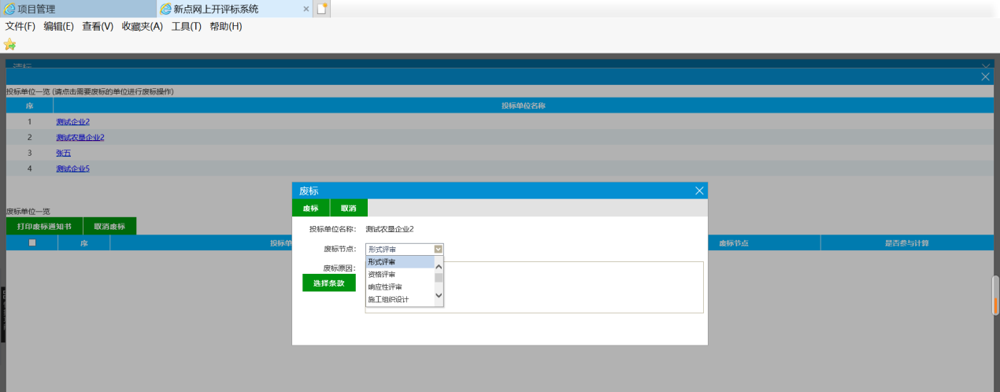 项目管理
新点网上开评标系统
文件(F) 编辑(E) 查看(V) 收藏夹(A) 工具(T) 帮助(H)
投标单位一览 (请点击需要废标的单位进行废标操作)
序 投标单位名称
1 测试企业2
2 测试农垦企业2
3 张五
4 测试企业5
废标单位一览
打印废标通知书 取消废标
序 投标单 废标节点 是否参与计算
废标
废标 取消
投标单位名称: 测试农垦企业2
废标节点: 形式评审
形式评审
资格评审
响应性评审
施工组织设计
废标原因:
选择条款